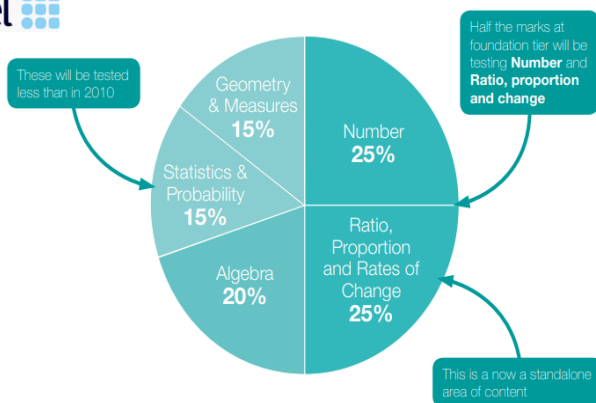 el
These will be tested
less than in 2010
Geometry
& Measures
15%
Number
25%
Half the marks at
foundation tier will be
testing Number and
Ratio, proportion
and change
Statistics &
Probability
15%
Algebra
20%
Ratio,
Proportion
and Rates of
Change
25%
This is a now a standalone
area of content